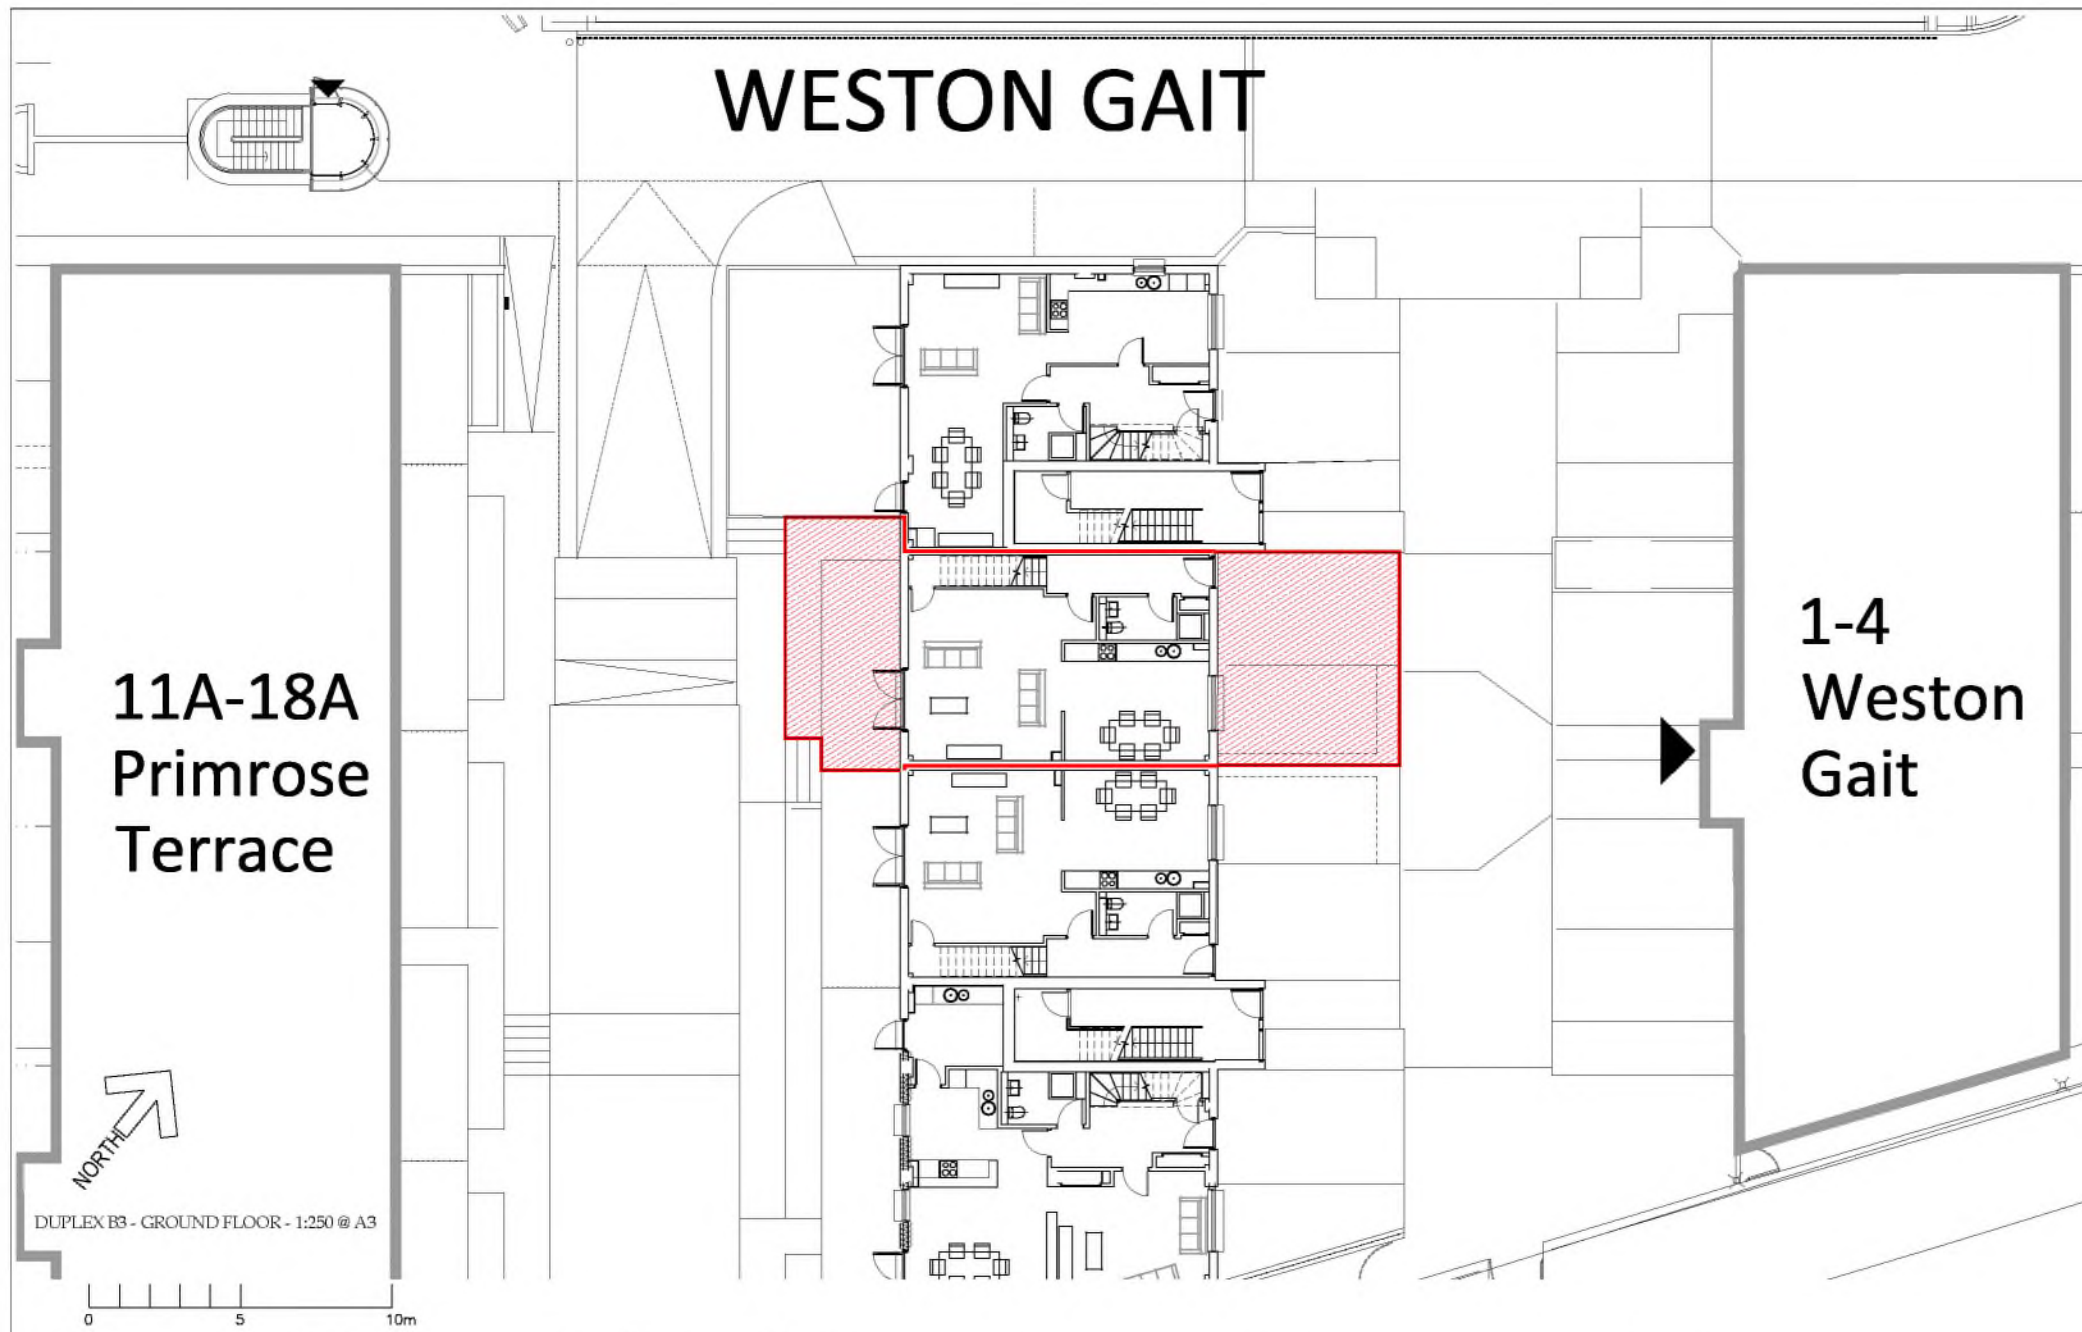 WESTON GAIT
11A-18A
Primrose
Terrace
1-4
Weston
Gait
NORTH
DUPLEX B3 - GROUND FLOOR - 1:250 @ A3
0 5 10m